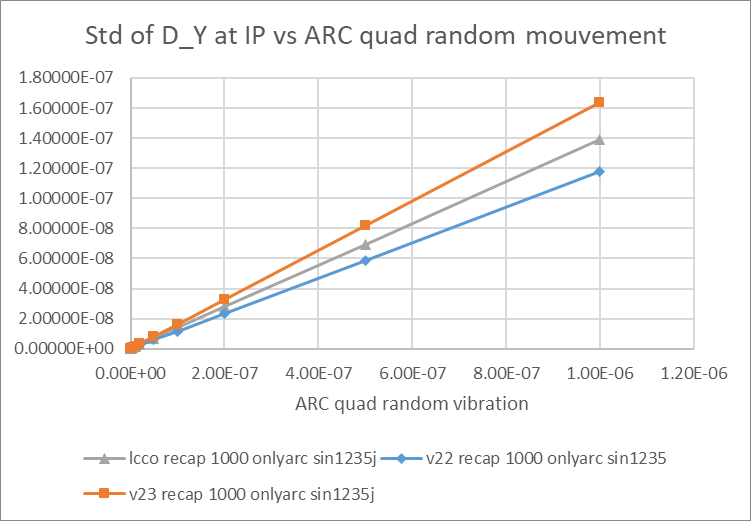 Std of D_Y at IP vs ARC quad random mouvement
1.80000E-07
1.60000E-07
1.40000E-07
1.20000E-07
1.00000E-07
8.00000E-08
6.00000E-08
4.00000E-08
2.00000E-08
0.00000E+00
0.00E+00 2.00E-07 4.00E-07 6.00E-07 8.00E-07 1.00E-06 1.20E-06
ARC quad random vibration
lcco recap 1000 onlyarc sin1235j v22 recap 1000 onlyarc sin1235
v23 recap 1000 onlyarc sin1235j